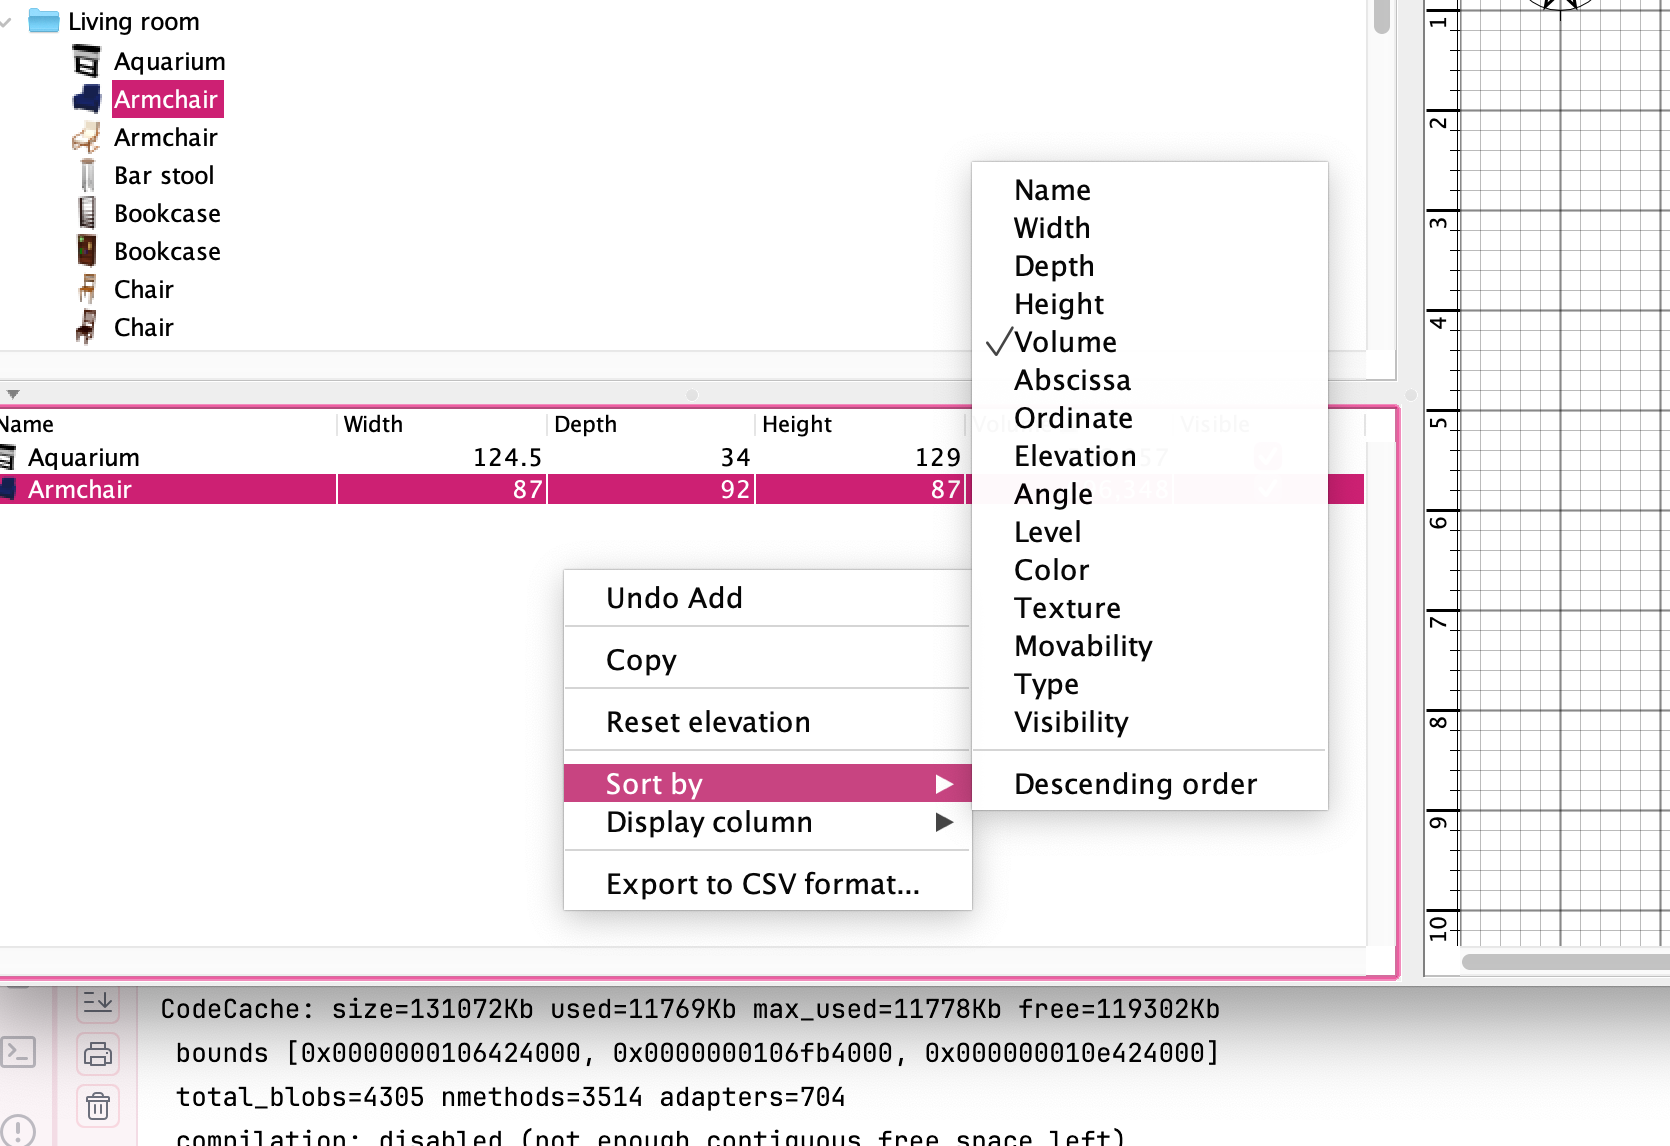 Living room
Aquarium
Armchair
Armchair
Bar stool
Bookcase
Bookcase
Chair
Chair
Name Width Depth Height Visible
Aquarium 124.5 34 129
Armchair 87 92 87
Undo Add
Copy
Reset elevation
Sort by
Display column
Export to CSV format...
Name
Width
Depth
Height
Volume
Abscissa
Ordinate
Elevation
Angle
Level
Color
Texture
Movability
Type
Visibility
Descending order
1
2
3
4
5
6
7
8
9
10
CodeCache: size=131072Kb used=11769Kb max_used=11778Kb free=119302Kb
bounds [0x0000000106424000, 0x0000000106fb4000, 0x000000010e424000]
total_blobs=4305 nmethods=3514 adapters=704
compilation: disabled (not enough contiguous free space left)